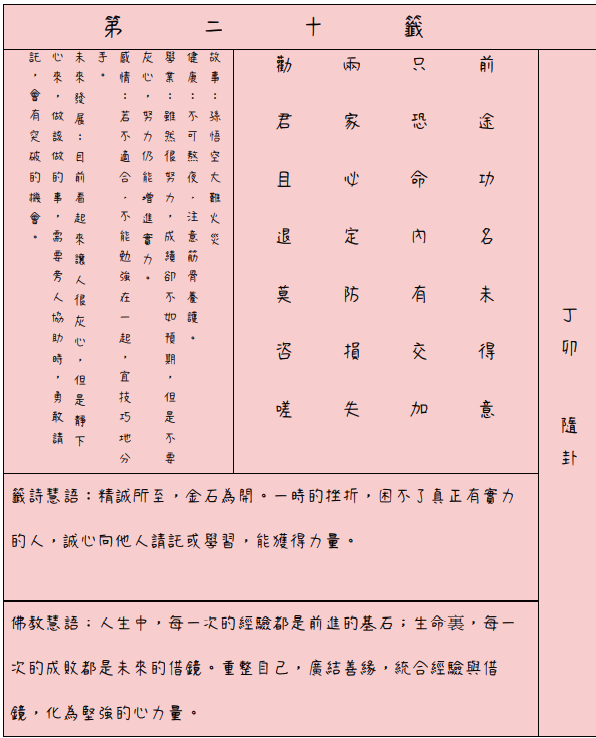 第二十籤
丁卯　隨卦
前途功名未得意
只恐命內有交加
兩家必定防損失
勸君且退莫咨嗟
故事：孫悟空大難火災
健康：不可熬夜，注意筋骨養護。
學業：雖然很努力，成績卻不如預期，但是不要
灰心，努力仍能增進實力。
感情：若不適合，不能勉強在一起，宜技巧地分
手。
未來發展：目前看起來讓人很灰心，但是靜下
心來，做該做的事，需要旁人協助時，勇敢請
託，會有突破的機會。
籤詩慧語：精誠所至，金石為開。一時的挫折，困不了真正有實力
的人，誠心向他人請託或學習，能獲得力量。
佛教慧語：人生中，每一次的經驗都是前進的基石；生命裏，每一
次的成敗都是未來的借鏡。重整自己，廣結善緣，統合經驗與借
鏡，化為堅強的心力量。